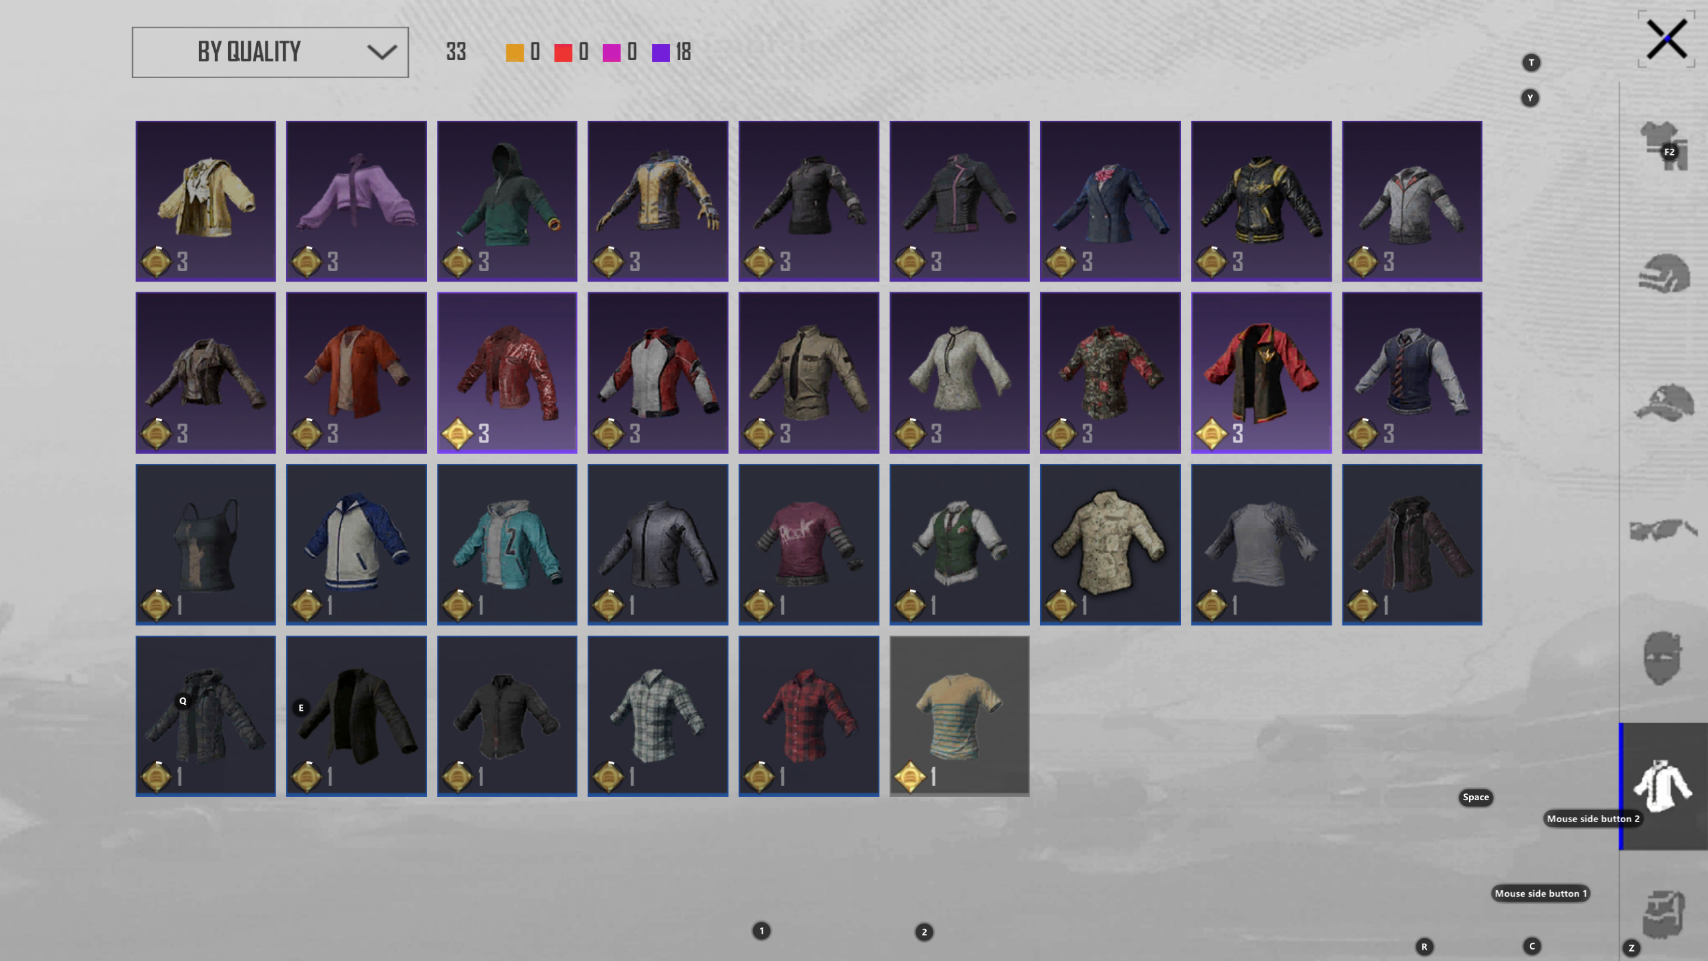 BY QUALITY 33 0 0 0 18
T
Y
F2
3 3 3 3 3 3 3 3 3
3 3 3 3 3 3 3 3 3
2
Rock
1 1 1 1 1 1 1 1 1
Q E
1 1 1 1 1 1
Space
Mouse side button 2
Mouse side button 1
1 2
R C Z